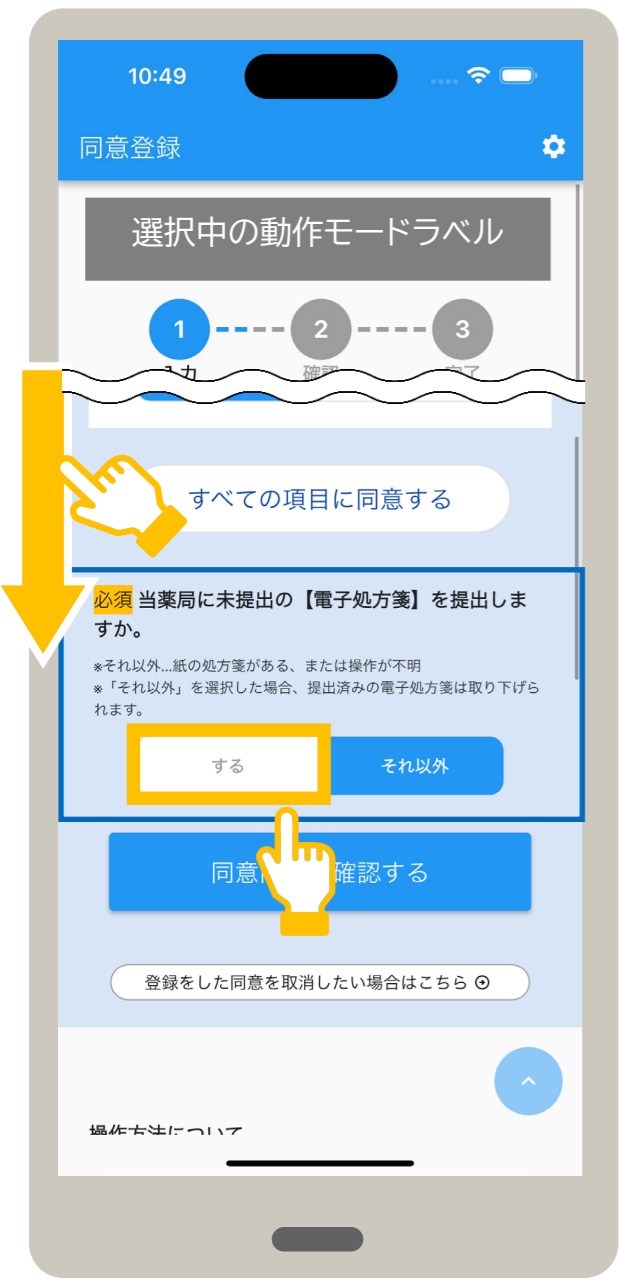 10:49
同意登録
選択中の動作モードラベル
1
2
3
入力
すべての項目に同意する
必須 当薬局に未提出の【電子処方箋】を提出しま
すか。
※それ以外...紙の処方箋がある、または操作が不明
※「それ以外」を選択した場合、提出済みの電子処方箋は取り下げら
れます。
する
それ以外
同意 確認する
登録をした同意を取消したい場合はこちら
操作方法について